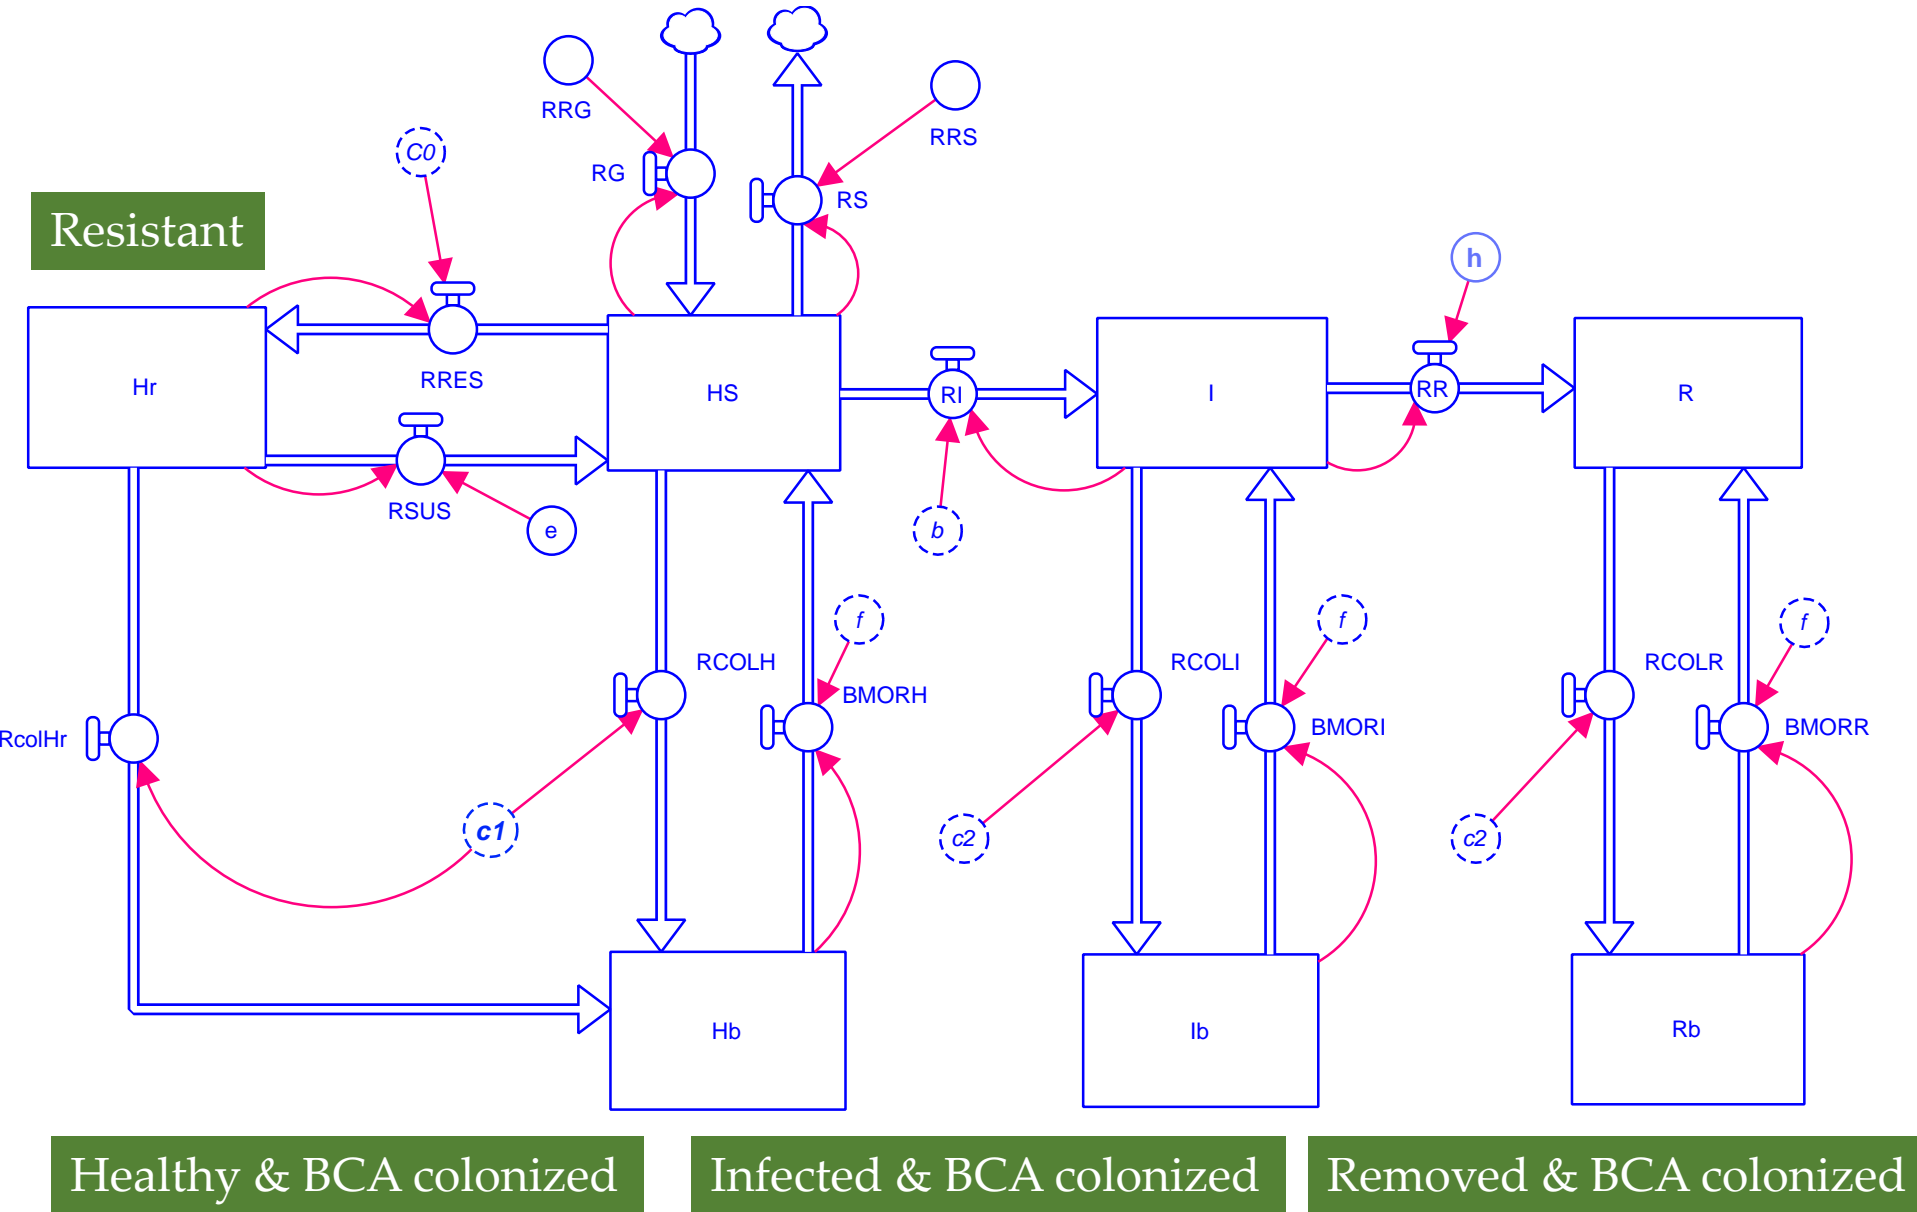 RRG
RRS
C0
RG
RS
Resistant
h
RRES
Hr
HS
RI
I
RR
R
RSUS
e
b
f
f
f
RCOLH
RCOLI
RCOLR
BMORH
BMORI
BMORR
RcolHr
c1
c2
c2
Hb
Ib
Rb
Healthy & BCA colonized
Infected & BCA colonized
Removed & BCA colonized